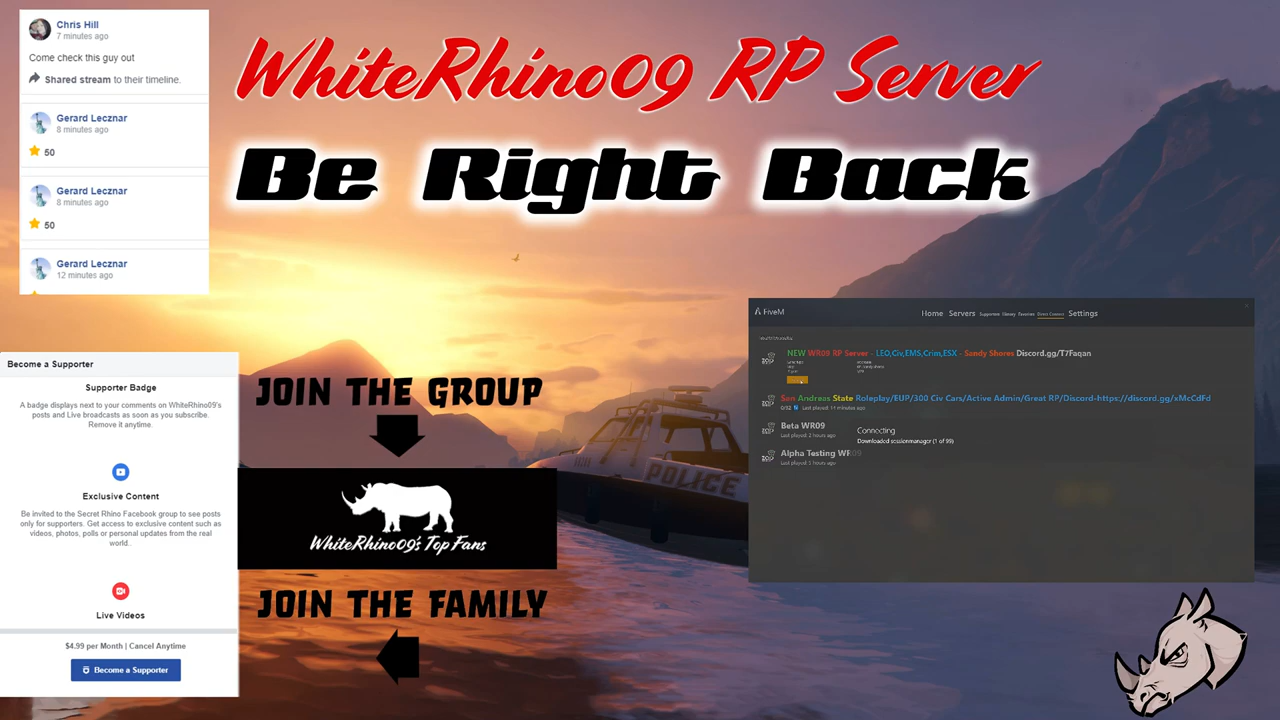 Chris Hill
7 minutes ago
Come check this guy out
Shared stream to their timeline.
Gerard Lecznar
8 minutes ago
50
Gerard Lecznar
8 minutes ago
50
Gerard Lecznar
12 minutes ago
WhiteRhino09 RP Server
Be Right Back
Become a Supporter
Supporter Badge
A badge displays next to your comments on WhiteRhino09's
posts and Live broadcasts as soon as you subscribe.
Remove it anytime.
Exclusive Content
Be invited to the Secret Rhino Facebook group to see posts
only for supporters. Get access to exclusive content such as
videos, photos, polls or personal updates from the real
world..
Live Videos
$4.99 per Month | Cancel Anytime
Become a Supporter
JOIN THE GROUP
WhiteRhino09's Top Fans
JOIN THE FAMILY
POLICE
FiveM
Home Servers Supporters History Favorites Direct Connect Settings
NEW WR09 RP Server - LEO,Civ,EMS,Crim,ESX - Sandy Shores Discord.gg/T7Faqan
San Andreas State Roleplay/EUP/300 Civ Cars/Active Admin/Great RP/Discord-https://discord.gg/xMcCdFd
0/32 Last played: 11 minutes ago
Beta WR09
Last played: 2 hours ago
Connecting
Downloaded sessionmanager (1 of 99)
Alpha Testing WR09
Last played: 3 hours ago